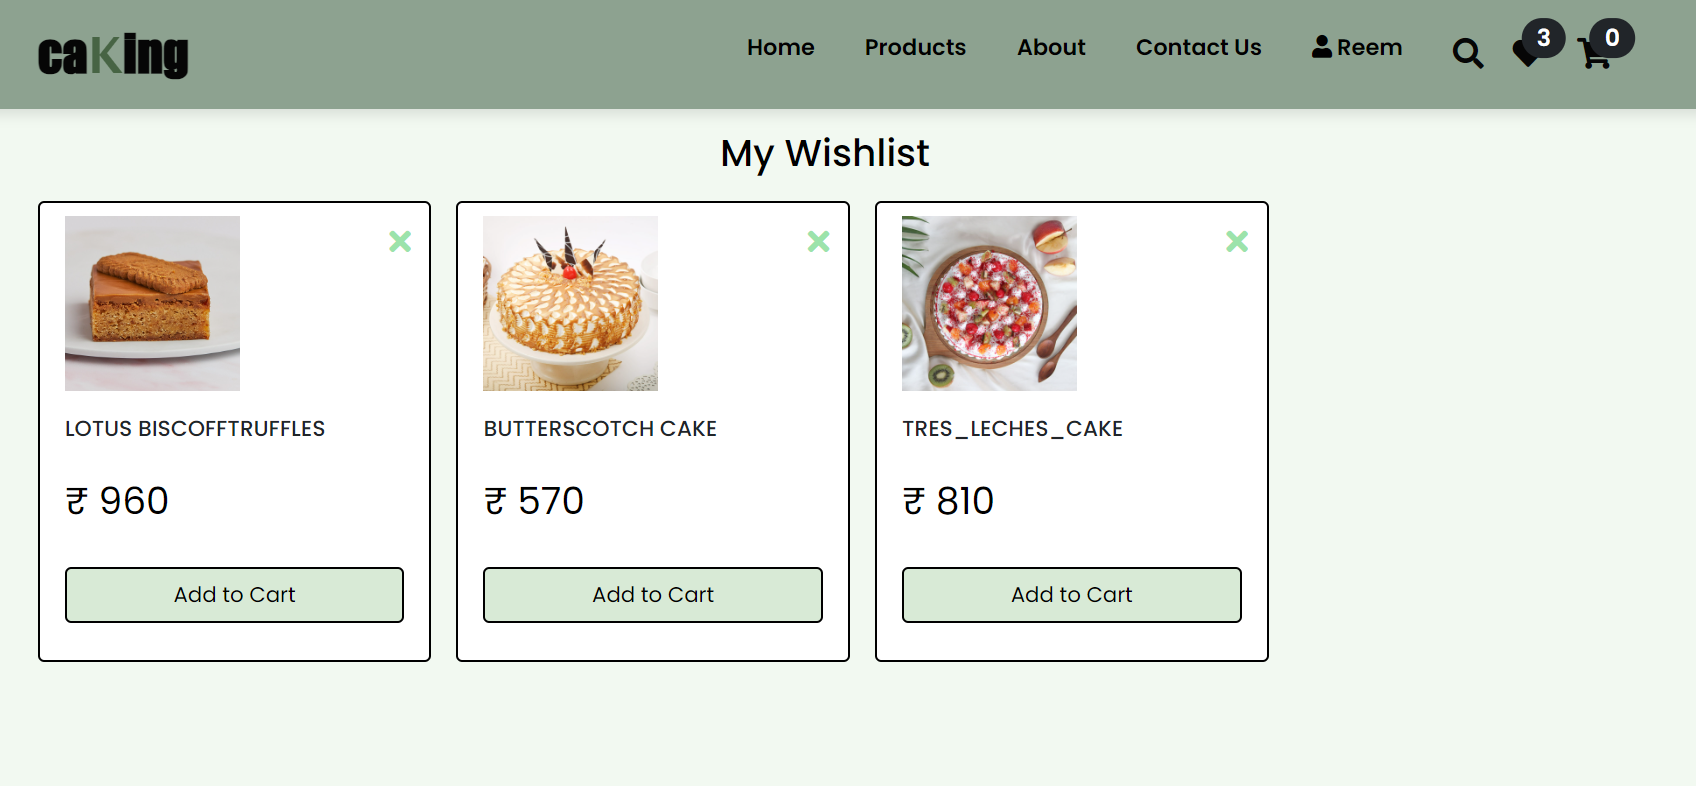 caKing
Home Products About Contact Us Reem 3 0
My Wishlist
LOTUS BISCOFFTRUFFLES
₹ 960
Add to Cart
BUTTERSCOTCH CAKE
₹ 570
Add to Cart
TRES_LECHES_CAKE
₹ 810
Add to Cart